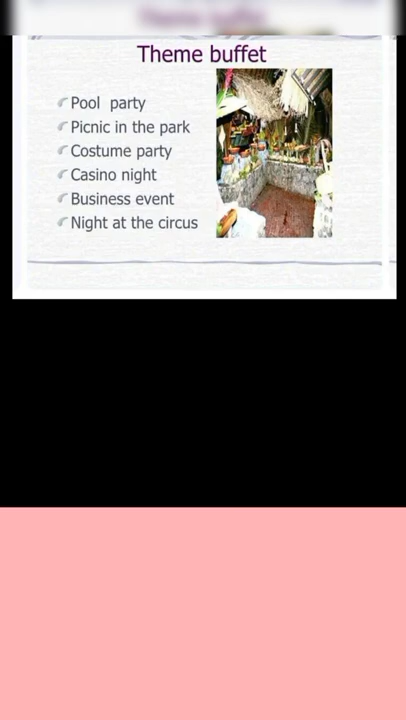 Theme buffet
Pool party
Picnic in the park
Costume party
Casino night
Business event
Night at the circus